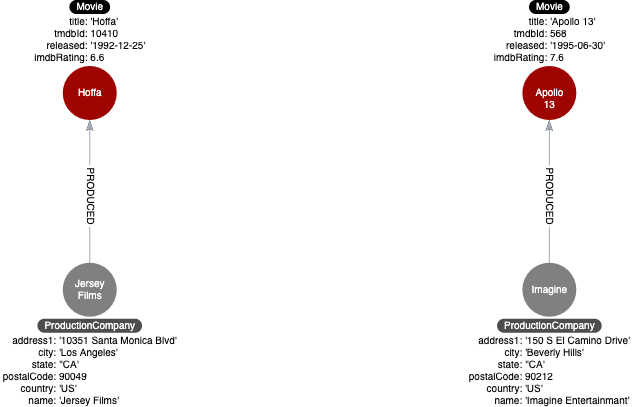 Movie
title: 'Hoffa'
tmdbId: 10410
released: '1992-12-25'
imdbRating: 6.6
Hoffa
PRODUCED
Jersey
Films
ProductionCompany
address1: '10351 Santa Monica Blvd'
city: 'Los Angeles'
state: ''CA'
postalCode: 90049
country: 'US'
name: 'Jersey Films'
Movie
title: 'Apollo 13'
tmdbId: 568
released: '1995-06-30'
imdbRating: 7.6
Apollo
13
PRODUCED
Imagine
ProductionCompany
address1: '150 S El Camino Drive'
city: 'Beverly Hills'
state: ''CA'
postalCode: 90212
country: 'US'
name: 'Imagine Entertainmant'